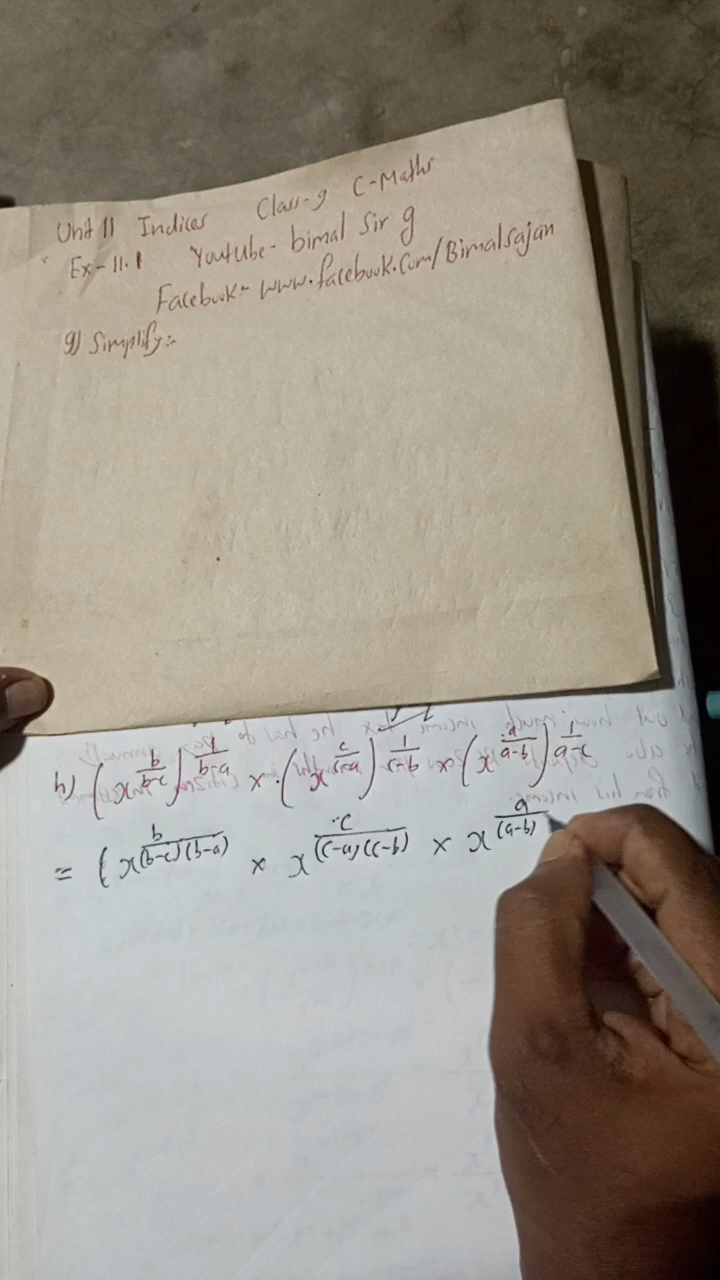 Unit 11 Indices Class-9 C-Maths
Ex-11.1 Youtube- bimal Sir g
Facebook- www.facebook.com/Bimalsajan
g) Simplify:-
h) (x^{b/(b-c)})^{1/(b-a)} × (x^{c/(c-a)})^{1/(c-b)} × (x^{a/(a-b)})^{1/(a-c)}
= (x^{b/(b-c)(b-a)} × x^{c/(c-a)(c-b)} × x^{a/(a-b)}